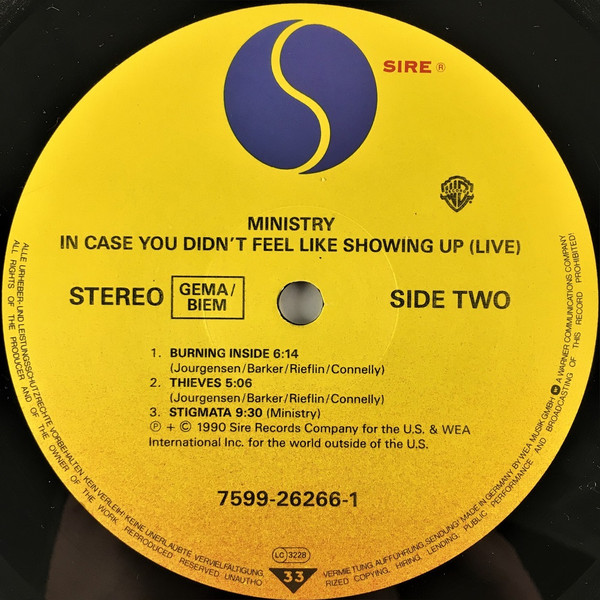 SIRE ®
MINISTRY
IN CASE YOU DIDN'T FEEL LIKE SHOWING UP (LIVE)
STEREO
GEMA/
BIEM
SIDE TWO
1. BURNING INSIDE 6:14
(Jourgensen/Barker/Rieflin/Connelly)
2. THIEVES 5:06
(Jourgensen/Barker/Rieflin/Connelly)
3. STIGMATA 9:30 (Ministry)
℗ + © 1990 Sire Records Company for the U.S. & WEA
International Inc. for the world outside of the U.S.
7599-26266-1
ALLE URHEBER- UND LEISTUNGSSCHUTZRECHTE VORBEHALTEN. KEIN VERLEIH! KEINE UNERLAUBTE VERVIELFÄLTIGUNG, VERMIETUNG, AUFFÜHRUNG, SENDUNG! MADE IN GERMANY BY WEA MUSIK GMBH A WARNER COMMUNICATIONS COMPANY
ALL RIGHTS OF THE PRODUCER AND OF THE OWNER OF THE WORK REPRODUCED RESERVED UNAUTHORIZED COPYING, HIRING, LENDING, PUBLIC PERFORMANCE AND BROADCASTING OF THIS RECORD PROHIBITED!
LC 3228
33